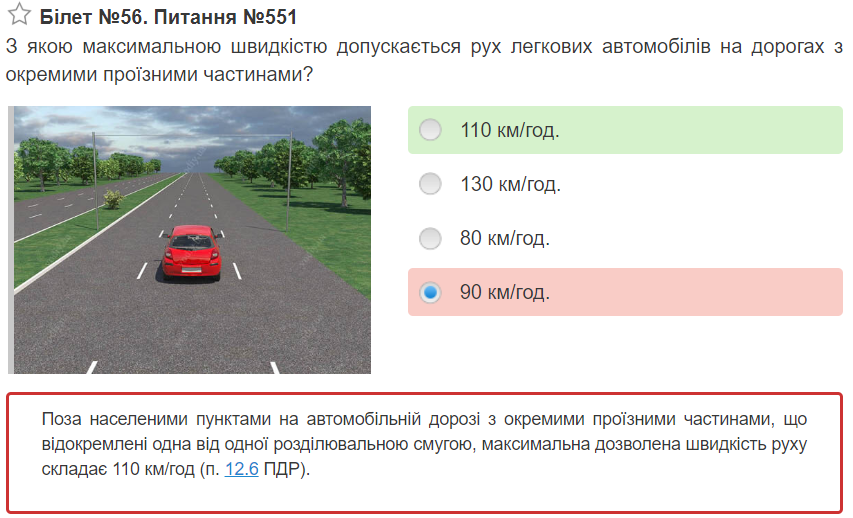 Білет №56. Питання №551
З якою максимальною швидкістю допускається рух легкових автомобілів на дорогах з
окремими проїзними частинами?
110 км/год.
130 км/год.
80 км/год.
90 км/год.
Поза населеними пунктами на автомобільній дорозі з окремими проїзними частинами, що
відокремлені одна від одної розділювальною смугою, максимальна дозволена швидкість руху
складає 110 км/год (п. 12.6 ПДР).